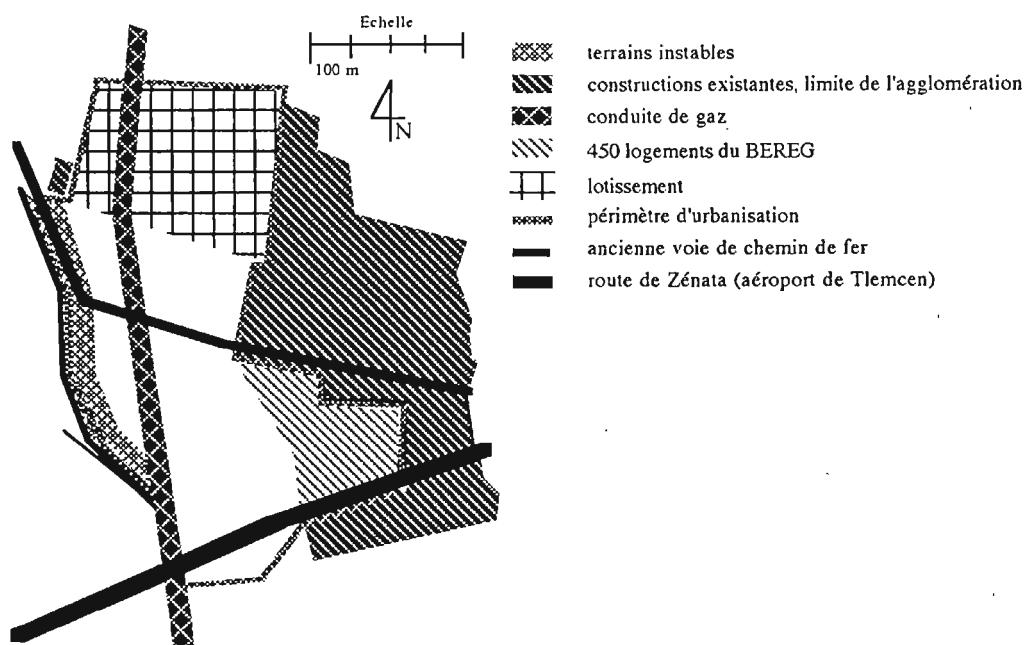 Echelle
100 m
N
terrains instables
constructions existantes, limite de l'agglomération
conduite de gaz
450 logements du BEREG
lotissement
périmètre d'urbanisation
ancienne voie de chemin de fer
route de Zénata (aéroport de Tlemcen)